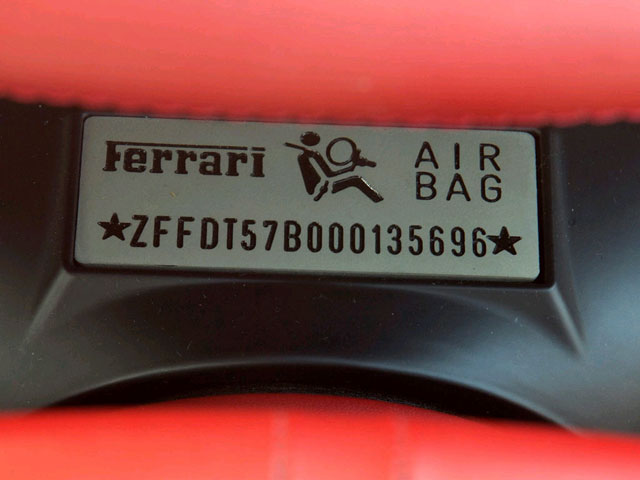 Ferrari
AIR
BAG
★ZFFDT57B000135696★